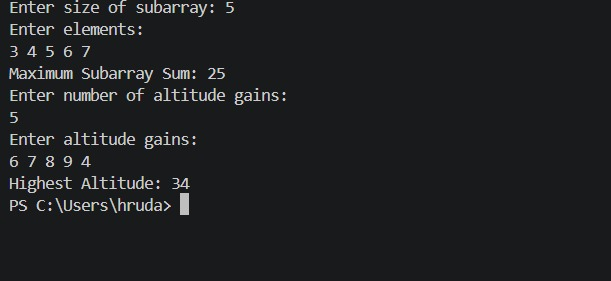 Enter size of subarray: 5
Enter elements:
3 4 5 6 7
Maximum Subarray Sum: 25
Enter number of altitude gains:
5
Enter altitude gains:
6 7 8 9 4
Highest Altitude: 34
PS C:\Users\hruda>